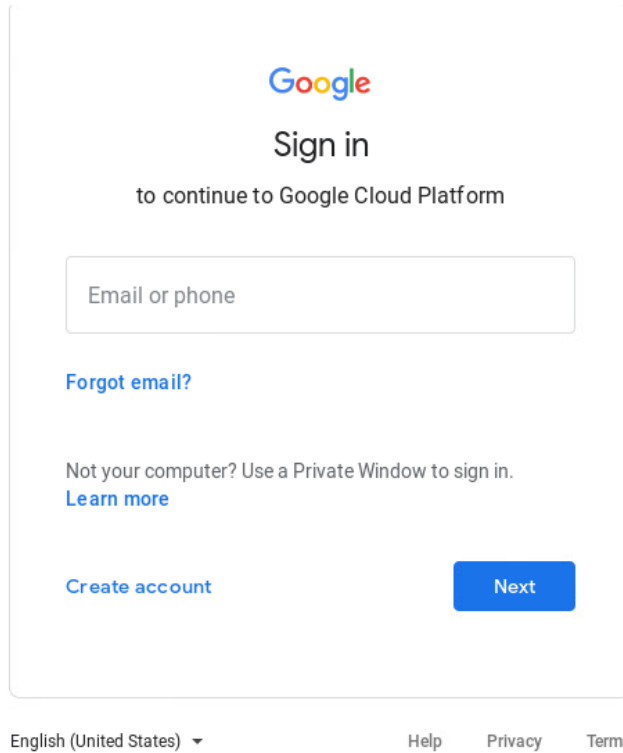 Google
Sign in
to continue to Google Cloud Platform
Email or phone
Forgot email?
Not your computer? Use a Private Window to sign in.
Learn more
Create account
Next
English (United States)
Help
Privacy
Term